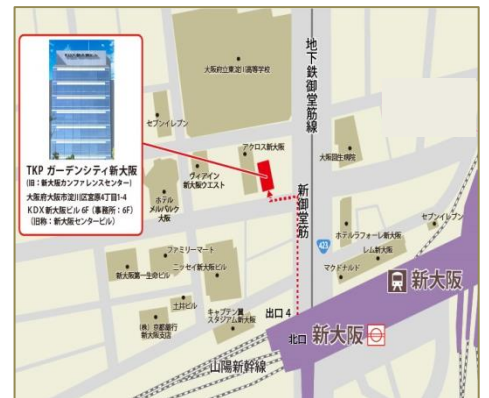 TKP ガーデンシティ新大阪
(旧：新大阪カンファレンスセンター)
大阪府大阪市淀川区宮原4丁目1-4
KDX新大阪ビル 6F (事務所：6F)
(旧称：新大阪センタービル)
大阪府立東淀川高等学校
地下鉄御堂筋線
セブンイレブン
アクロス新大阪
大阪回生病院
ヴィアイン
新大阪ウエスト
ホテル
メルパルク
大阪
新御堂筋
423
ホテルラフォーレ新大阪
セブンイレブン
レム新大阪
マクドナルド
ファミリーマート
新大阪第一生命ビル
ニッセイ新大阪ビル
土井ビル
(株) 京都銀行
新大阪支店
キャプテン翼
スタジアム新大阪
出口 4
北口
新大阪
新大阪
山陽新幹線